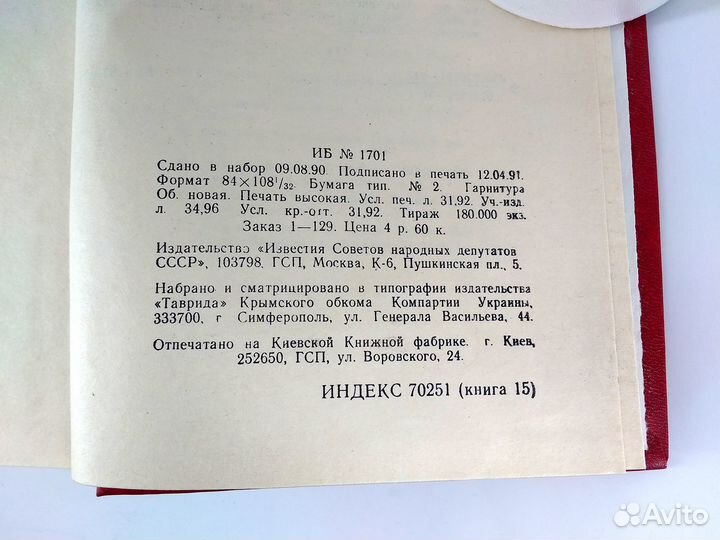 ИБ № 1701
Сдано в набор 09.08.90. Подписано в печать 12.04.91.
Формат 84×108¹/₃₂. Бумага тип. № 2. Гарнитура
Об. новая. Печать высокая. Усл. печ. л. 31,92. Уч.-изд.
л. 34,96 Усл. кр.-отт. 31,92. Тираж 180.000 экз.
Заказ 1—129. Цена 4 р. 60 к.
Издательство «Известия Советов народных депутатов
СССР», 103798. ГСП, Москва, К-6, Пушкинская пл., 5.
Набрано и сматрицировано в типографии издательства
«Таврида» Крымского обкома Компартии Украины,
333700, г Симферополь, ул. Генерала Васильева, 44.
Отпечатано на Киевской Книжной фабрике. г. Киев,
252650, ГСП, ул. Воровского, 24.
ИНДЕКС 70251 (книга 15)
Avito